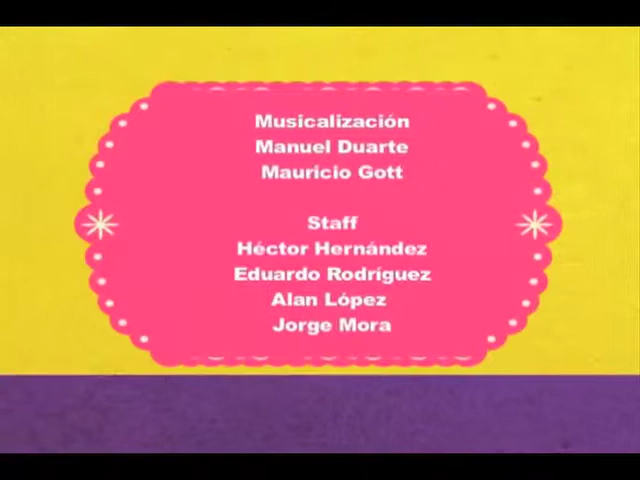 Musicalización
Manuel Duarte
Mauricio Gott
Staff
Héctor Hernández
Eduardo Rodríguez
Alan López
Jorge Mora